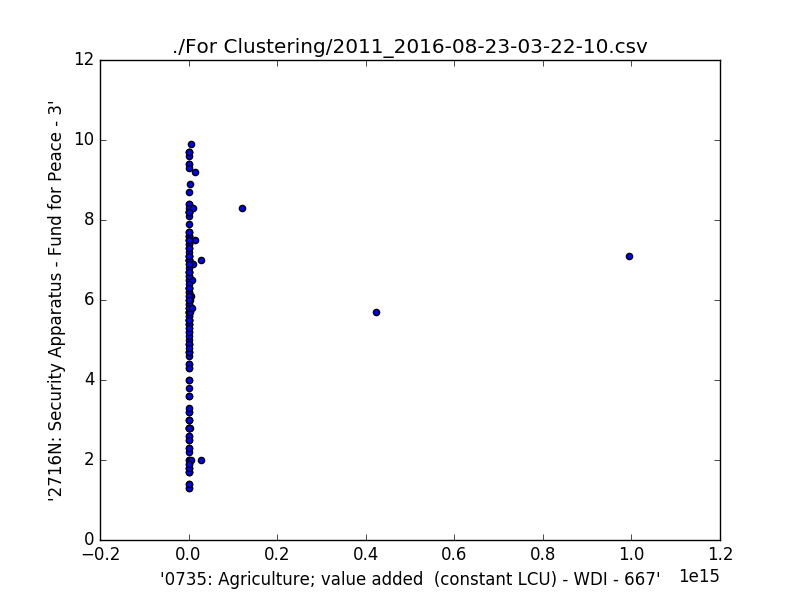 ./For Clustering/2011_2016-08-23-03-22-10.csv
12
10
8
6
4
2
0
'2716N: Security Apparatus - Fund for Peace - 3'
−0.2 0.0 0.2 0.4 0.6 0.8 1.0 1.2
1e15
'0735: Agriculture; value added  (constant LCU) - WDI - 667'